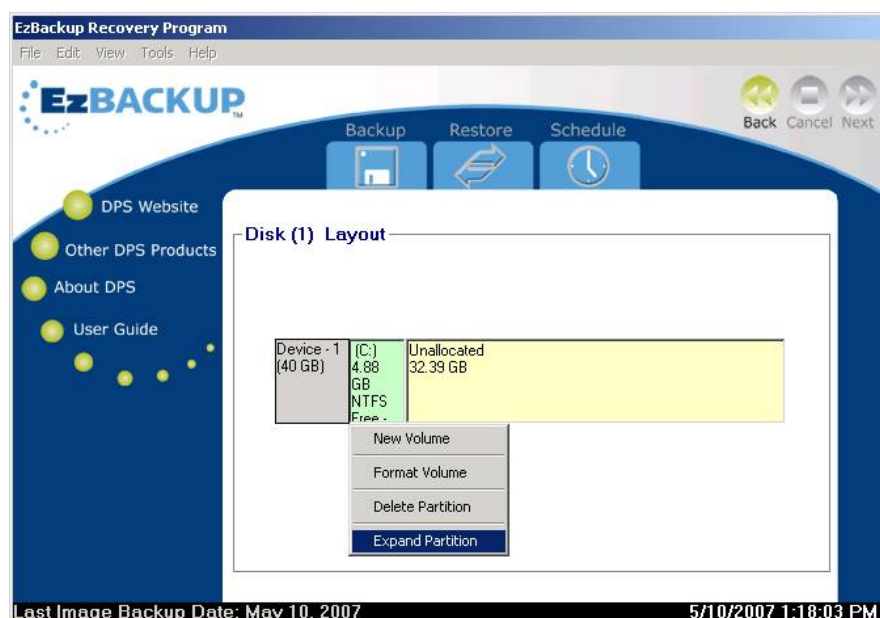 EzBackup Recovery Program
File Edit View Tools Help
EzBACKUP
TM
Back Cancel Next
Backup Restore Schedule
DPS Website
Other DPS Products
About DPS
User Guide
Disk (1) Layout
Device - 1
(40 GB)
(C:)
4.88
GB
NTFS
Free -
Unallocated
32.39 GB
New Volume
Format Volume
Delete Partition
Expand Partition
Last Image Backup Date: May 10, 2007
5/10/2007 1:18:03 PM